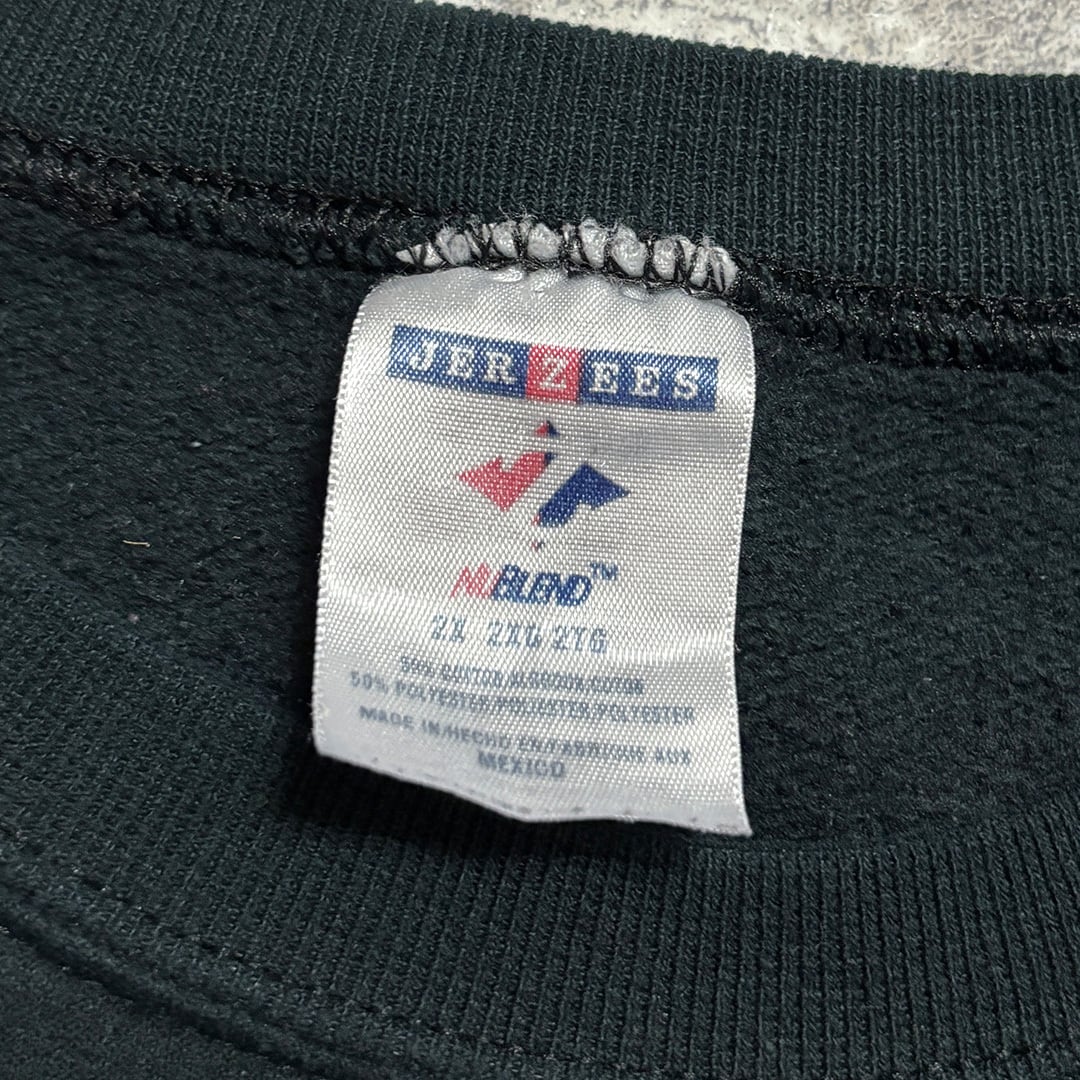 JERZEES
NUBLEND™
2X 2XG 2TG
50% COTTON/ALGODON/COTON
50% POLYESTER/POLIESTER/POLYESTER
MADE IN/HECHO EN/FABRIQUE AUX
MEXICO